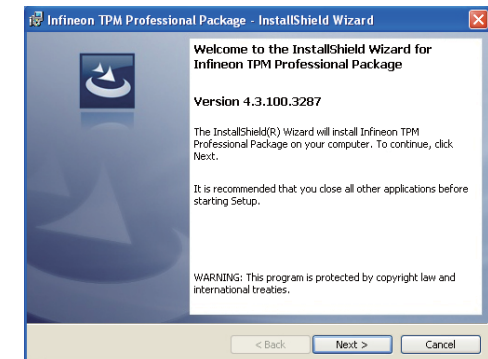 Infineon TPM Professional Package - InstallShield Wizard
Welcome to the InstallShield Wizard for
Infineon TPM Professional Package
Version 4.3.100.3287
The InstallShield(R) Wizard will install Infineon TPM
Professional Package on your computer. To continue, click
Next.
It is recommended that you close all other applications before
starting Setup.
WARNING: This program is protected by copyright law and
international treaties.
< Back Next > Cancel